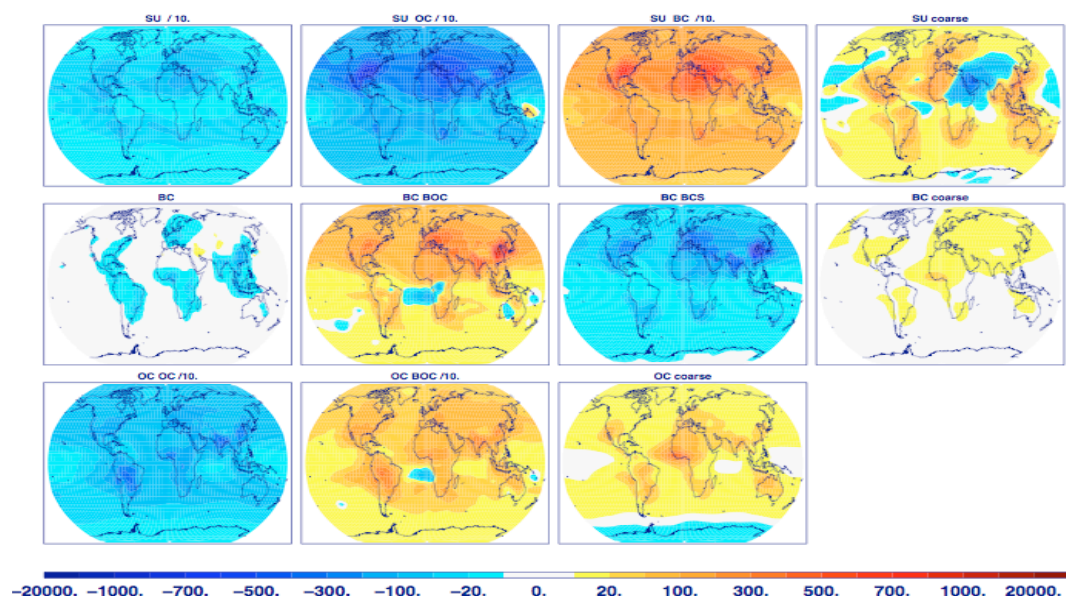 SU / 10.
SU OC / 10.
SU BC /10.
SU coarse
BC
BC BOC
BC BCS
BC coarse
OC OC /10.
OC BOC /10.
OC coarse
−20000. −1000. −700. −500. −300. −100. −20. 0. 20. 100. 300. 500. 700. 1000. 20000.